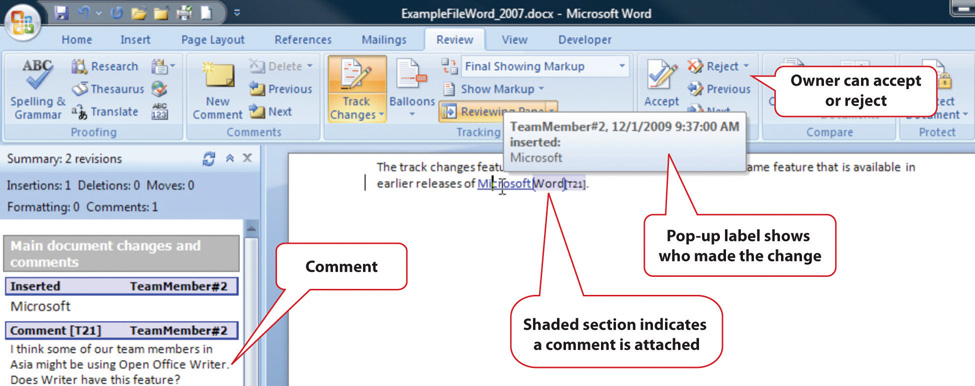 ExampleFileWord_2007.docx - Microsoft Word
Home Insert Page Layout References Mailings Review View Developer
ABC
Spelling &
Grammar
Research
Thesaurus
Translate
ABC
123
Proofing
New
Comment
Delete
Previous
Next
Comments
Track
Changes
Balloons
Final Showing Markup
Show Markup
Reviewing Pane
Tracking
Accept
Reject
Previous
Next
Compare
Protect
Owner can accept
or reject
TeamMember#2, 12/1/2009 9:37:00 AM
inserted:
Microsoft
Summary: 2 revisions
Insertions: 1 Deletions: 0 Moves: 0
Formatting: 0 Comments: 1
Main document changes and
comments
Inserted TeamMember#2
Microsoft
Comment [T21] TeamMember#2
I think some of our team members in
Asia might be using Open Office Writer.
Does Writer have this feature?
The track changes featu ame feature that is available in
earlier releases of Microsoft[Word[T21].
Comment
Pop-up label shows
who made the change
Shaded section indicates
a comment is attached